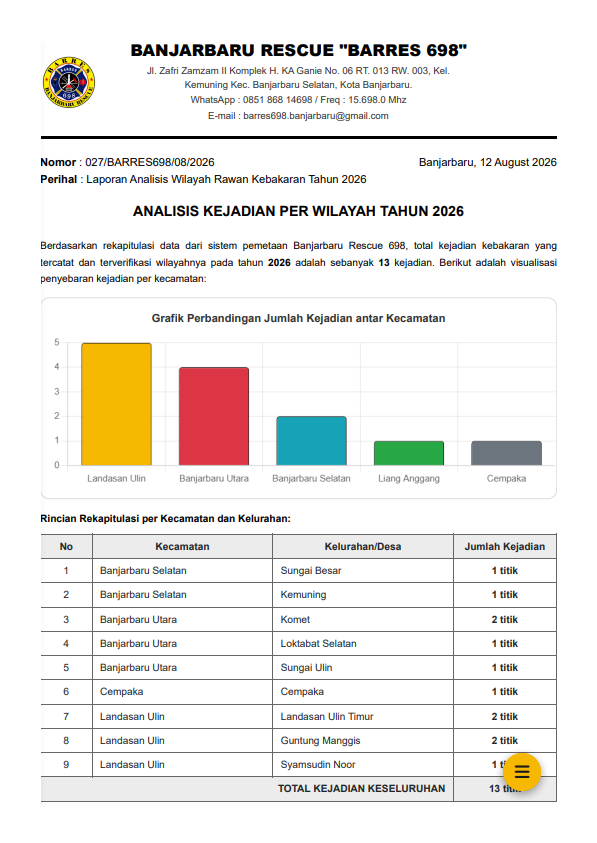 BANJARBARU RESCUE "BARRES 698"
Jl. Zafri Zamzam II Komplek H. KA Ganie No. 06 RT. 013 RW. 003, Kel.
Kemuning Kec. Banjarbaru Selatan, Kota Banjarbaru.
WhatsApp : 0851 868 14698 / Freq : 15.698.0 Mhz
E-mail : barres698.banjarbaru@gmail.com
BARRES
698
BANJARBARU RESCUE
Nomor : 027/BARRES698/08/2026
Banjarbaru, 12 August 2026
Perihal : Laporan Analisis Wilayah Rawan Kebakaran Tahun 2026
ANALISIS KEJADIAN PER WILAYAH TAHUN 2026
Berdasarkan rekapitulasi data dari sistem pemetaan Banjarbaru Rescue 698, total kejadian kebakaran yang
tercatat dan terverifikasi wilayahnya pada tahun 2026 adalah sebanyak 13 kejadian. Berikut adalah visualisasi
penyebaran kejadian per kecamatan:
Grafik Perbandingan Jumlah Kejadian antar Kecamatan
5
4
3
2
1
0
Landasan Ulin Banjarbaru Utara Banjarbaru Selatan Liang Anggang Cempaka
Rincian Rekapitulasi per Kecamatan dan Kelurahan:
No Kecamatan Kelurahan/Desa Jumlah Kejadian
1 Banjarbaru Selatan Sungai Besar 1 titik
2 Banjarbaru Selatan Kemuning 1 titik
3 Banjarbaru Utara Komet 2 titik
4 Banjarbaru Utara Loktabat Selatan 1 titik
5 Banjarbaru Utara Sungai Ulin 1 titik
6 Cempaka Cempaka 1 titik
7 Landasan Ulin Landasan Ulin Timur 2 titik
8 Landasan Ulin Guntung Manggis 2 titik
9 Landasan Ulin Syamsudin Noor 1
TOTAL KEJADIAN KESELURUHAN 13